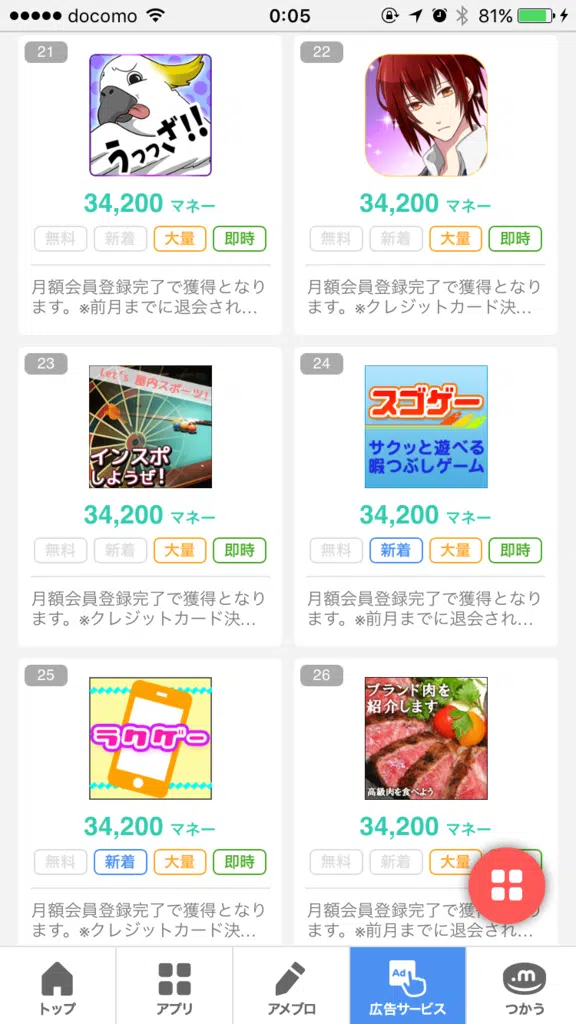 docomo 0:05 81%
21
うっっざ!!
34,200 マネー
無料 新着 大量 即時
月額会員登録完了で獲得となり
ます。※前月までに退会され…
22
34,200 マネー
無料 新着 大量 即時
月額会員登録完了で獲得となり
ます。※クレジットカード決…
23
Let's 屋内スポーツ!
インスポ
しようぜ!
34,200 マネー
無料 新着 大量 即時
月額会員登録完了で獲得となり
ます。※クレジットカード決…
24
スゴゲー
サクッと遊べる
暇つぶしゲーム
34,200 マネー
無料 新着 大量 即時
月額会員登録完了で獲得となり
ます。※前月までに退会され…
25
ラクゲー
34,200 マネー
無料 新着 大量 即時
月額会員登録完了で獲得となり
ます。※クレジットカード決…
26
ブランド肉を
紹介します
高級肉を食べよう
34,200 マネー
無料 新着 大量
月額会員登録完了で獲得となり
ます。※前月までに退会され…
トップ アプリ アメブロ Ad 広告サービス .m つかう